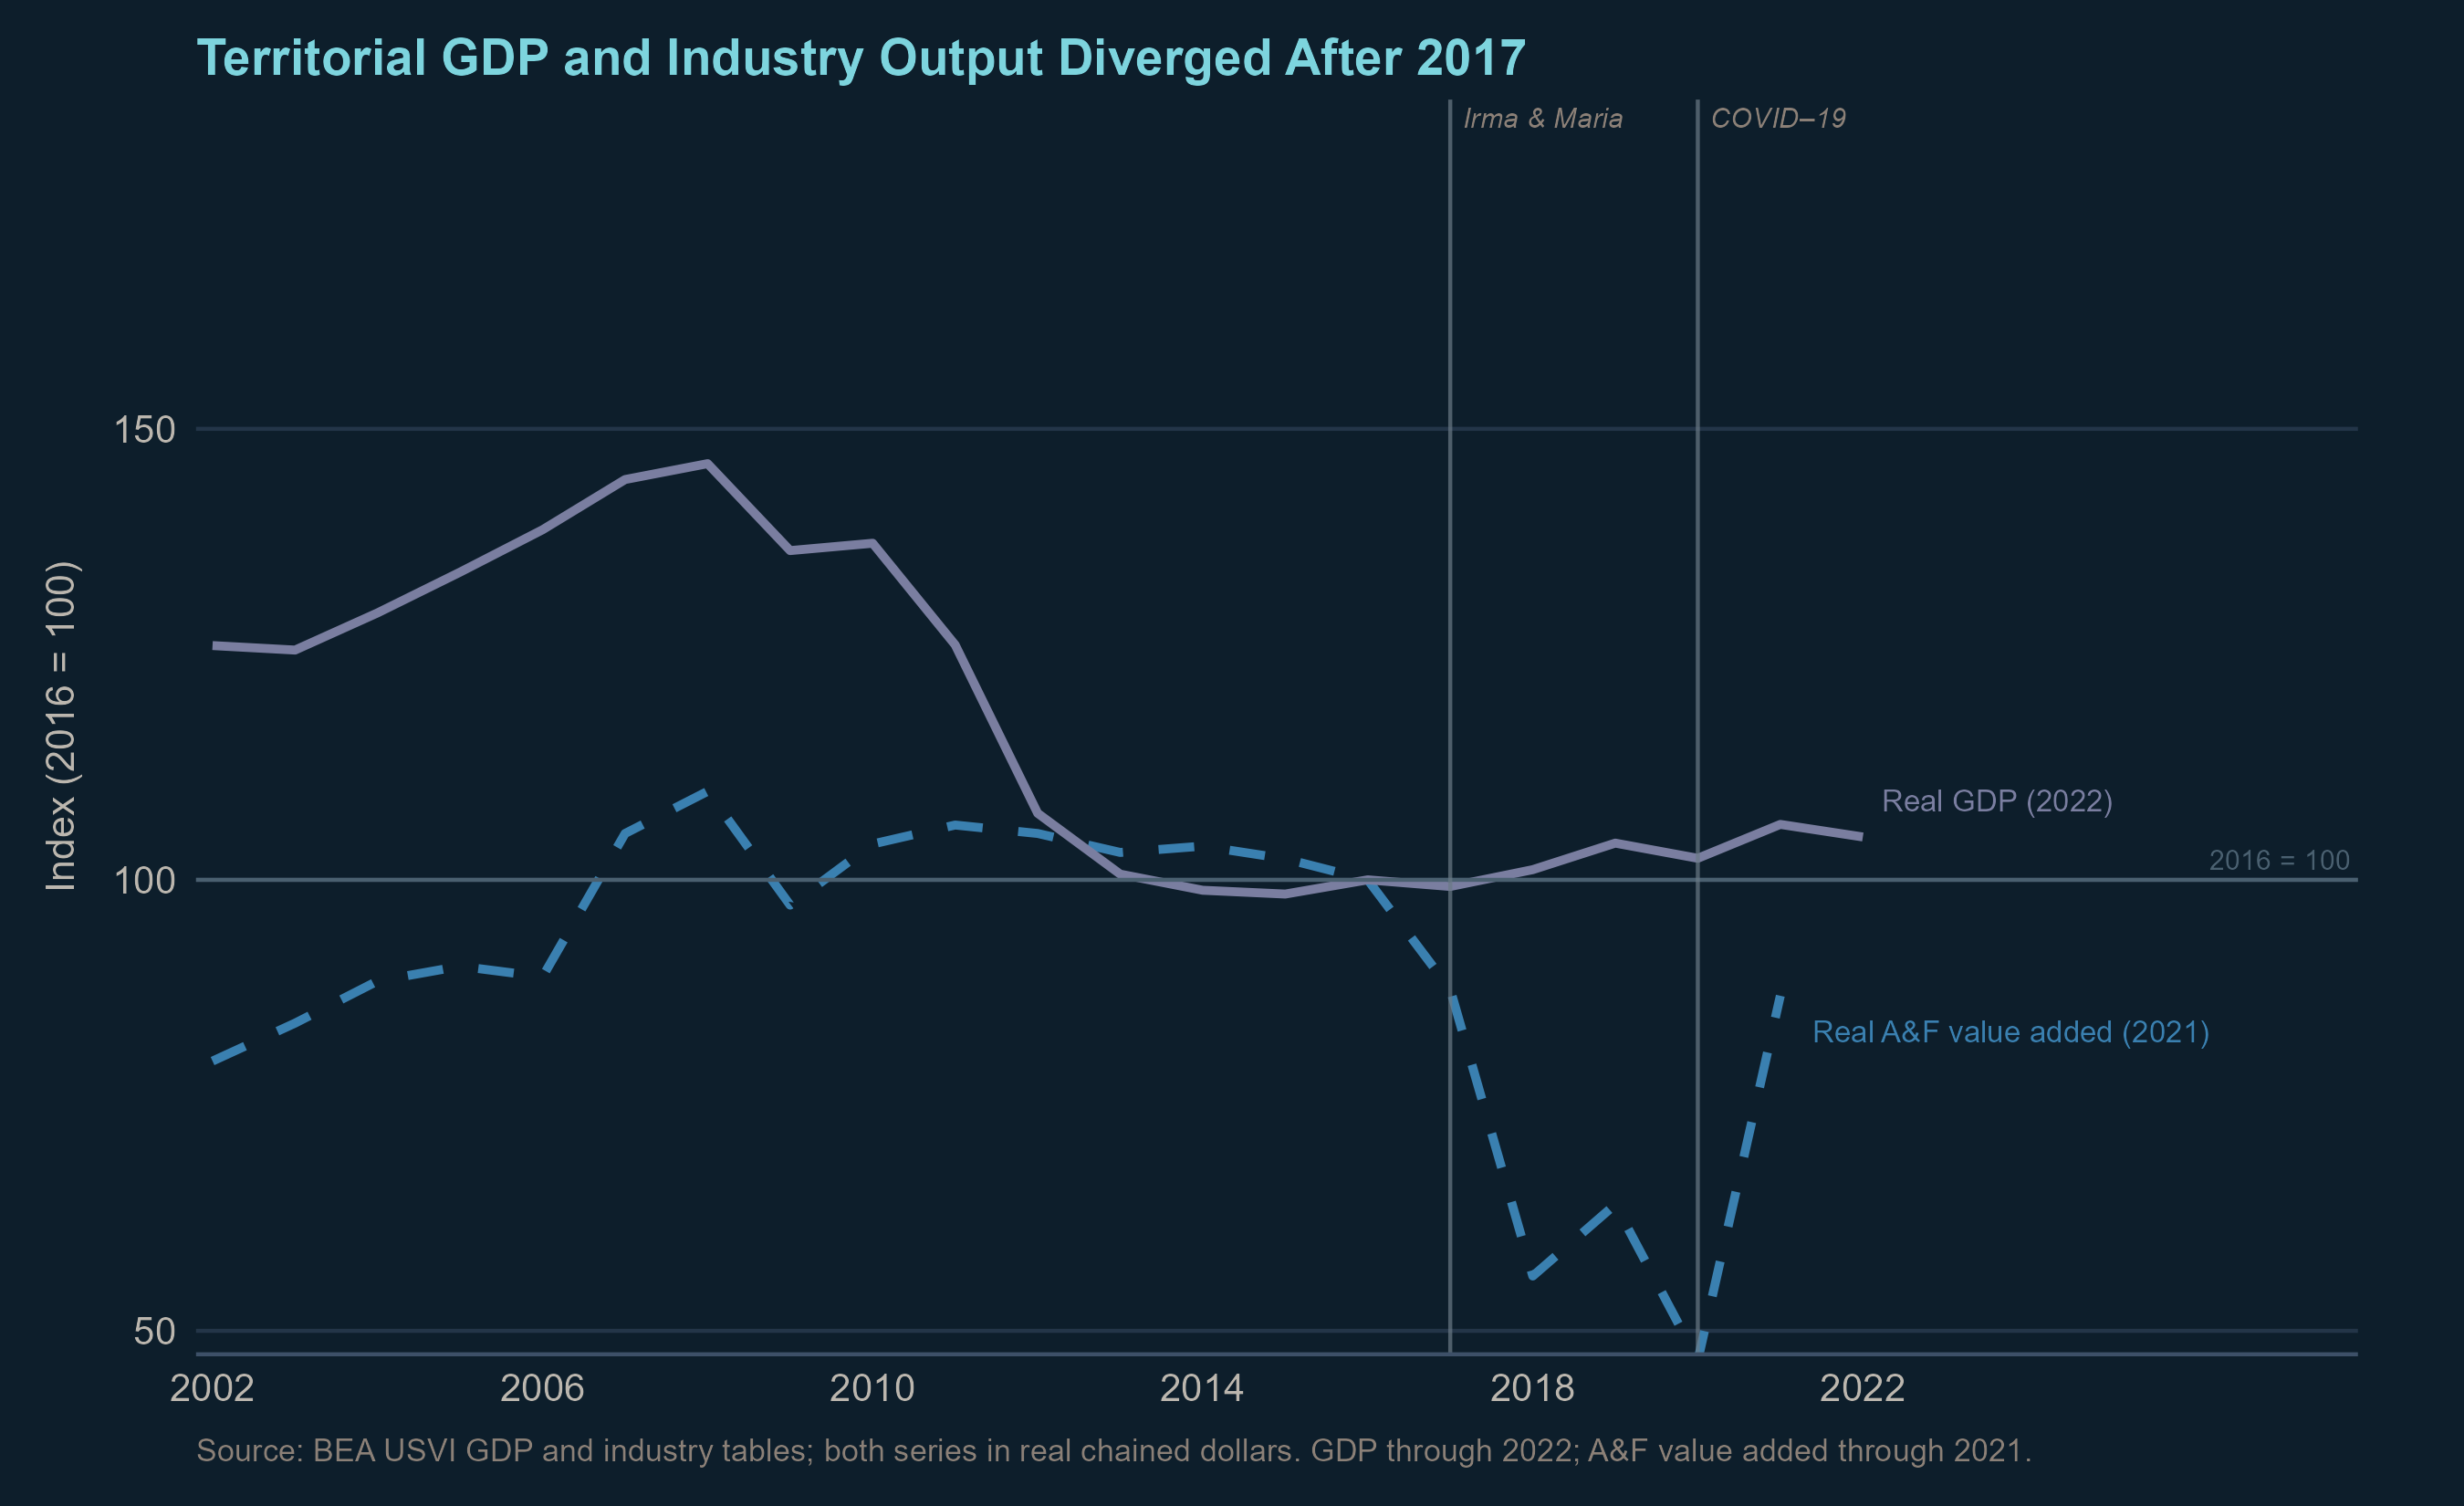 Territorial GDP and Industry Output Diverged After 2017
Irma & Maria
COVID–19
150
100
50
Index (2016 = 100)
Real GDP (2022)
2016 = 100
Real A&F value added (2021)
2002
2006
2010
2014
2018
2022
Source: BEA USVI GDP and industry tables; both series in real chained dollars. GDP through 2022; A&F value added through 2021.